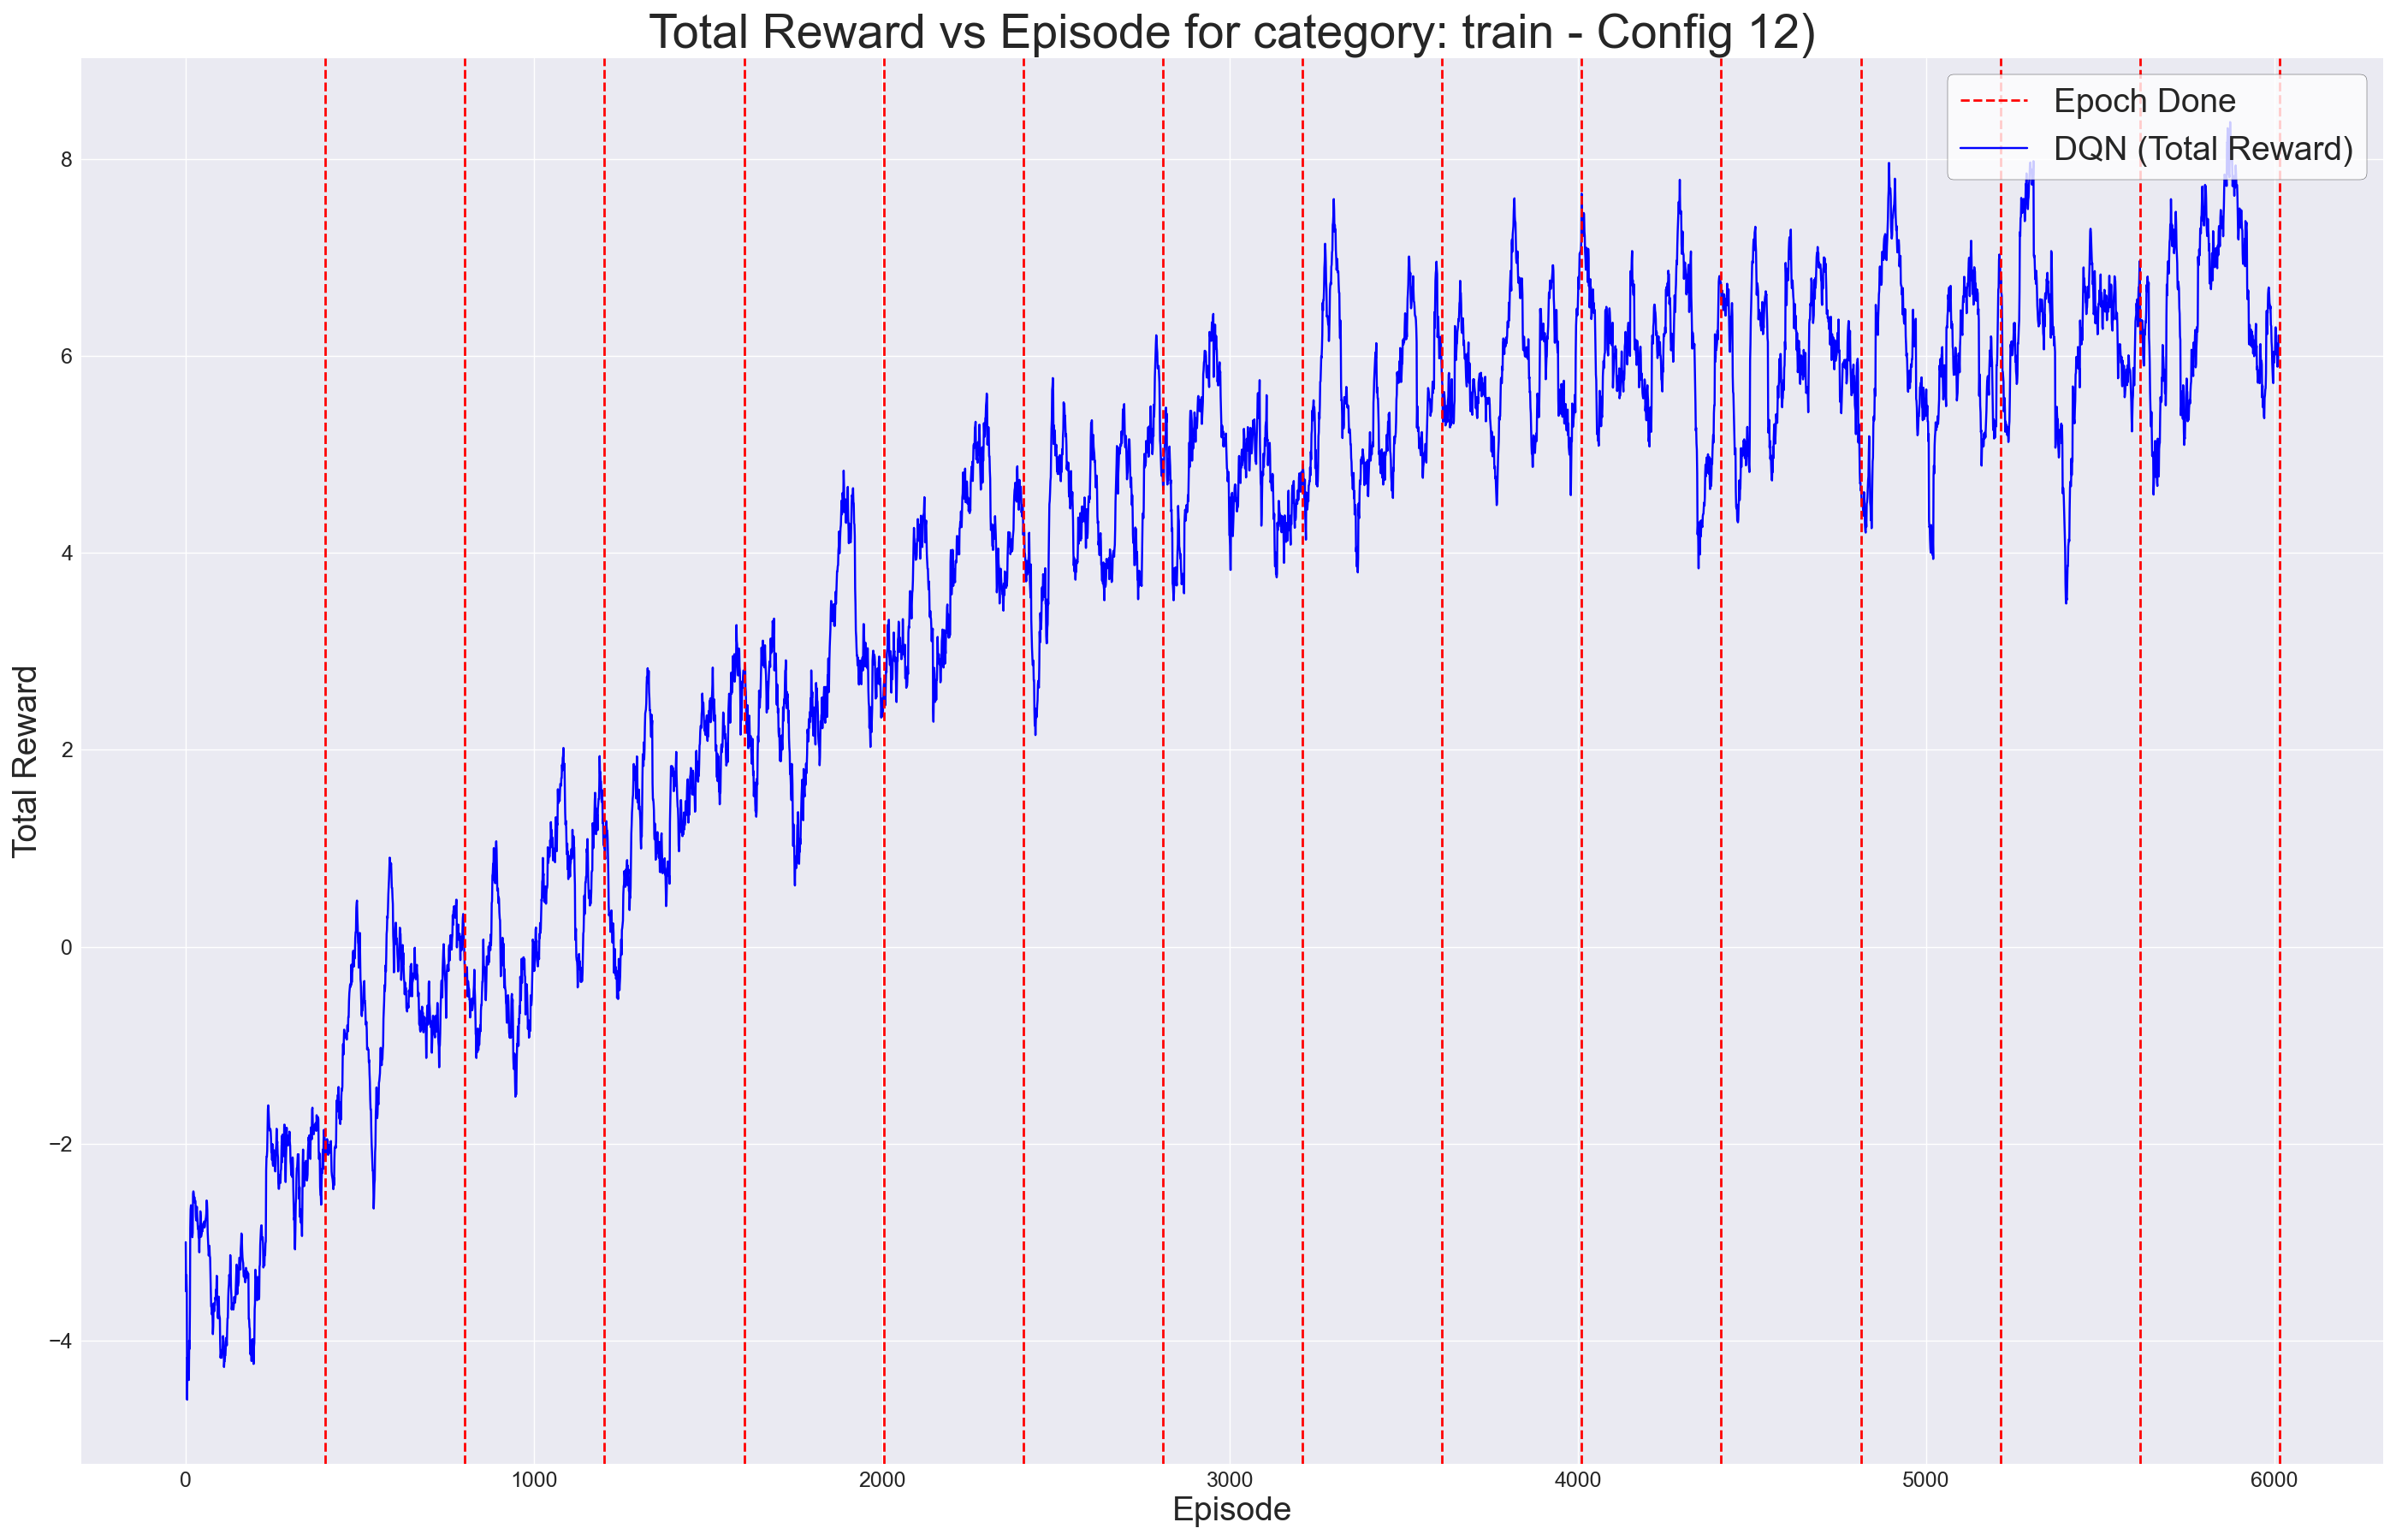 Total Reward vs Episode for category: train - Config 12)
Epoch Done
DQN (Total Reward)
8
6
4
2
0
−2
−4
Total Reward
0 1000 2000 3000 4000 5000 6000
Episode